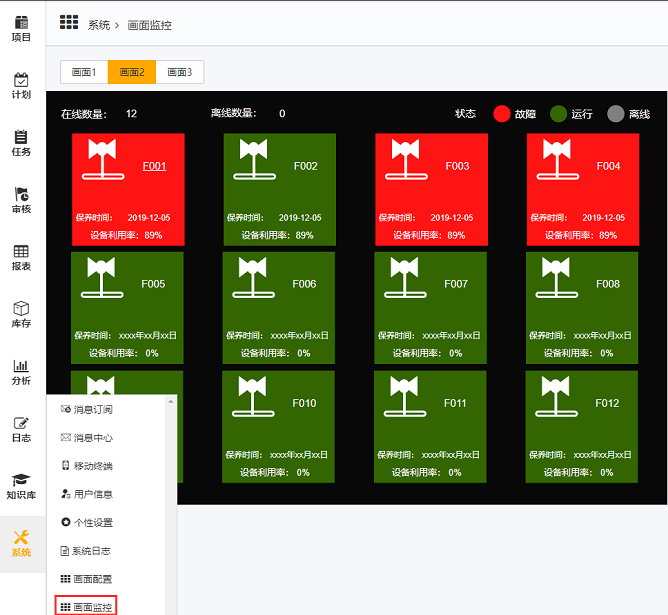 系统 > 画面监控
画面1 画面2 画面3
在线数量： 12 离线数量： 0 状态 故障 运行 离线
F001 F002 F003 F004
保养时间： 2019-12-05 保养时间： 2019-12-05 保养时间： 2019-12-05 保养时间： 2019-12-05
设备利用率：89% 设备利用率：89% 设备利用率：89% 设备利用率：89%
F005 F006 F007 F008
保养时间： xxxx年xx月xx日 保养时间： xxxx年xx月xx日 保养时间： xxxx年xx月xx日 保养时间： xxxx年xx月xx日
设备利用率： 0% 设备利用率： 0% 设备利用率： 0% 设备利用率： 0%
F010 F011 F012
保养时间： xxxx年xx月xx日 保养时间： xxxx年xx月xx日 保养时间： xxxx年xx月xx日
设备利用率： 0% 设备利用率： 0% 设备利用率： 0%
项目
计划
任务
审核
报表
库存
分析
日志
知识库
系统
消息订阅
消息中心
移动终端
用户信息
个性设置
系统日志
画面配置
画面监控